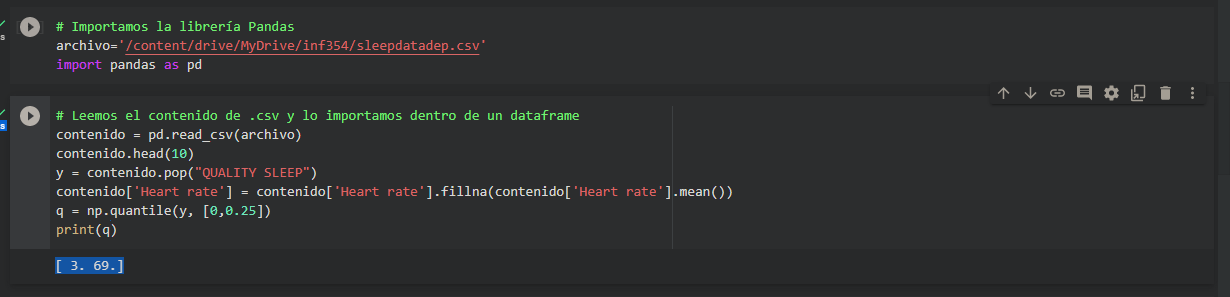 # Importamos la librería Pandas
archivo='/content/drive/MyDrive/inf354/sleepdatadep.csv'
import pandas as pd
# Leemos el contenido de .csv y lo importamos dentro de un dataframe
contenido = pd.read_csv(archivo)
contenido.head(10)
y = contenido.pop("QUALITY SLEEP")
contenido['Heart rate'] = contenido['Heart rate'].fillna(contenido['Heart rate'].mean())
q = np.quantile(y, [0,0.25])
print(q)
[ 3. 69.]